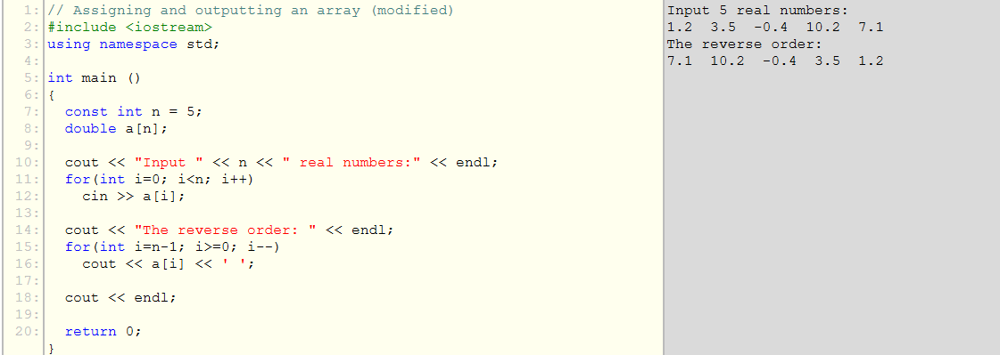 1: // Assigning and outputting an array (modified)
2: #include <iostream>
3: using namespace std;
4:
5: int main ()
6: {
7:   const int n = 5;
8:   double a[n];
9:
10:   cout << "Input " << n << " real numbers:" << endl;
11:   for(int i=0; i<n; i++)
12:     cin >> a[i];
13:
14:   cout << "The reverse order: " << endl;
15:   for(int i=n-1; i>=0; i--)
16:     cout << a[i] << ' ';
17:
18:   cout << endl;
19:
20:   return 0;
}
Input 5 real numbers:
1.2  3.5  -0.4  10.2  7.1
The reverse order:
7.1  10.2  -0.4  3.5  1.2